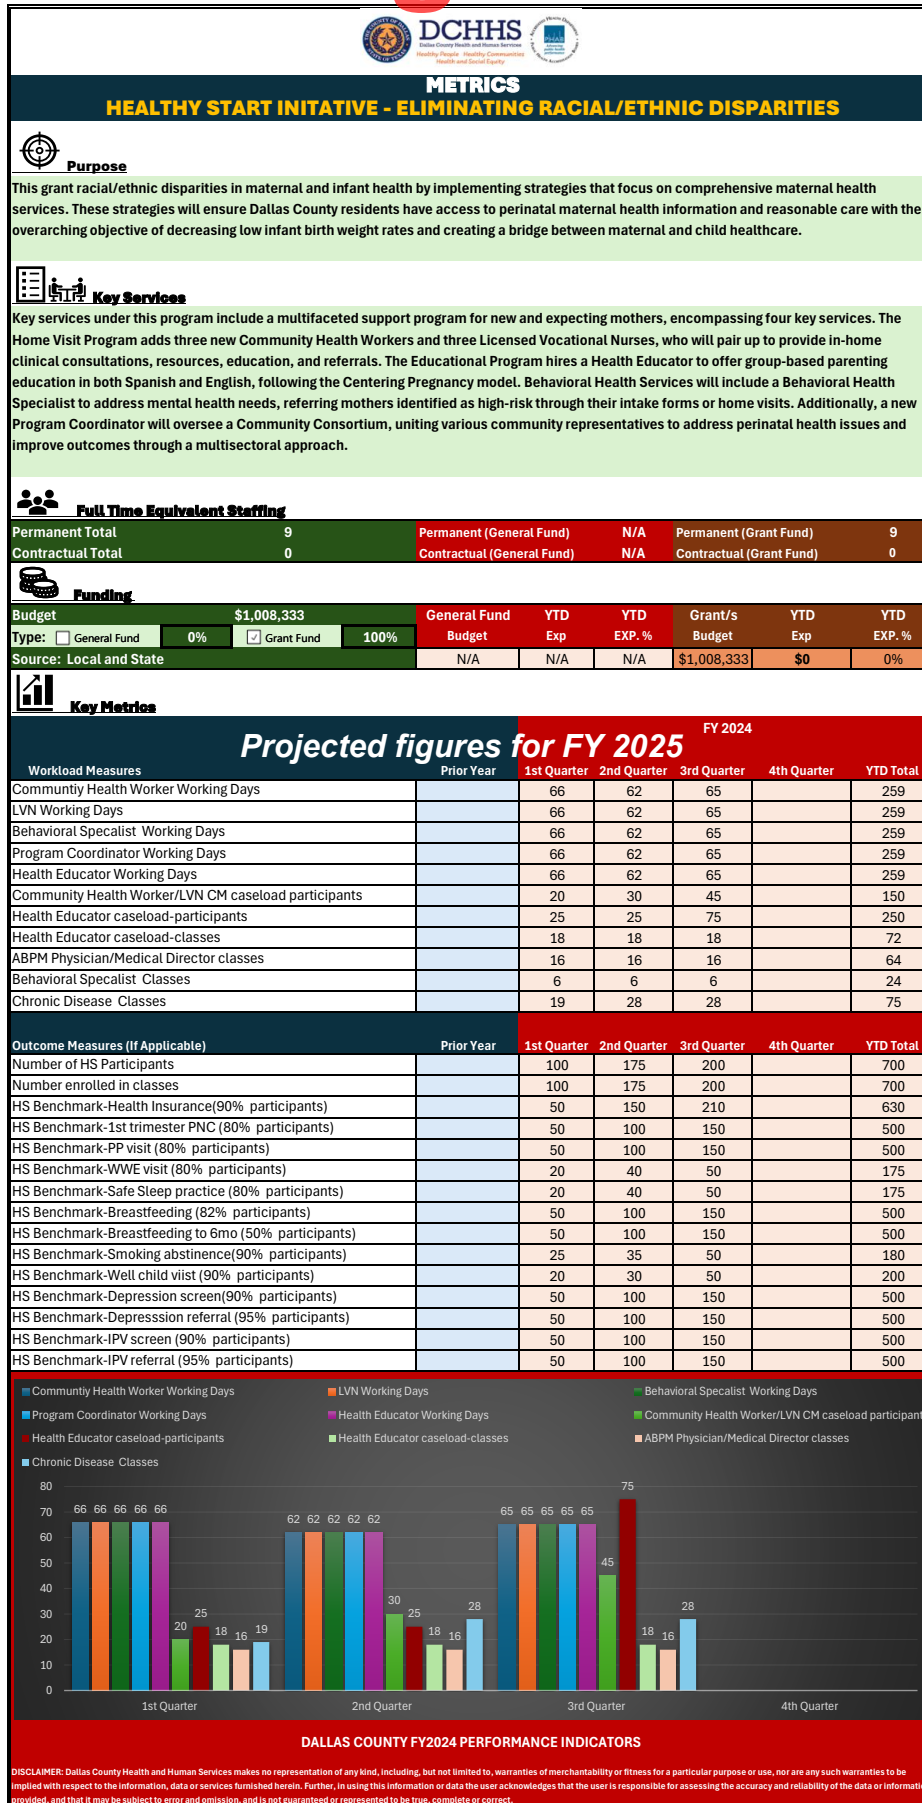 DCHHS
Dallas County Health and Human Services
Healthy People Healthy Communities
Health and Social Equity
METRICS
HEALTHY START INITATIVE - ELIMINATING RACIAL/ETHNIC DISPARITIES
Purpose
This grant racial/ethnic disparities in maternal and infant health by implementing strategies that focus on comprehensive maternal health
services. These strategies will ensure Dallas County residents have access to perinatal maternal health information and reasonable care with the
overarching objective of decreasing low infant birth weight rates and creating a bridge between maternal and child healthcare.
Key Services
Key services under this program include a multifaceted support program for new and expecting mothers, encompassing four key services. The
Home Visit Program adds three new Community Health Workers and three Licensed Vocational Nurses, who will pair up to provide in-home
clinical consultations, resources, education, and referrals. The Educational Program hires a Health Educator to offer group-based parenting
education in both Spanish and English, following the Centering Pregnancy model. Behavioral Health Services will include a Behavioral Health
Specialist to address mental health needs, referring mothers identified as high-risk through their intake forms or home visits. Additionally, a new
Program Coordinator will oversee a Community Consortium, uniting various community representatives to address perinatal health issues and
improve outcomes through a multisectoral approach.
Full Time Equivalent Staffing
Permanent Total 9 Permanent (General Fund) N/A Permanent (Grant Fund) 9
Contractual Total 0 Contractual (General Fund) N/A Contractual (Grant Fund) 0
Funding
Budget $1,008,333 General Fund YTD YTD Grant/s YTD YTD
Type: General Fund 0% Grant Fund 100% Budget Exp EXP. % Budget Exp EXP. %
Source: Local and State N/A N/A N/A $1,008,333 $0 0%
Key Metrics
FY 2024
Projected figures for FY 2025
Workload Measures Prior Year 1st Quarter 2nd Quarter 3rd Quarter 4th Quarter YTD Total
Communtiy Health Worker Working Days 66 62 65 259
LVN Working Days 66 62 65 259
Behavioral Specalist Working Days 66 62 65 259
Program Coordinator Working Days 66 62 65 259
Health Educator Working Days 66 62 65 259
Community Health Worker/LVN CM caseload participants 20 30 45 150
Health Educator caseload-participants 25 25 75 250
Health Educator caseload-classes 18 18 18 72
ABPM Physician/Medical Director classes 16 16 16 64
Behavioral Specialist Classes 6 6 6 24
Chronic Disease Classes 19 28 28 75
Outcome Measures (If Applicable) Prior Year 1st Quarter 2nd Quarter 3rd Quarter 4th Quarter YTD Total
Number of HS Participants 100 175 200 700
Number enrolled in classes 100 175 200 700
HS Benchmark-Health Insurance(90% participants) 50 150 210 630
HS Benchmark-1st trimester PNC (80% participants) 50 100 150 500
HS Benchmark-PP visit (80% participants) 50 100 150 500
HS Benchmark-WWE visit (80% participants) 20 40 50 175
HS Benchmark-Safe Sleep practice (80% participants) 20 40 50 175
HS Benchmark-Breastfeeding (82% participants) 50 100 150 500
HS Benchmark-Breastfeeding to 6mo (50% participants) 50 100 150 500
HS Benchmark-Smoking abstinence(90% participants) 25 35 50 180
HS Benchmark-Well child viist (90% participants) 20 30 50 200
HS Benchmark-Depression screen(90% participants) 50 100 150 500
HS Benchmark-Depresssion referral (95% participants) 50 100 150 500
HS Benchmark-IPV screen (90% participants) 50 100 150 500
HS Benchmark-IPV referral (95% participants) 50 100 150 500
Communtiy Health Worker Working Days LVN Working Days Behavioral Specalist Working Days
Program Coordinator Working Days Health Educator Working Days Community Health Worker/LVN CM caseload participant
Health Educator caseload-participants Health Educator caseload-classes ABPM Physician/Medical Director classes
Chronic Disease Classes
80
70
60
50
40
30
20
10
0
66 66 66 66 66 20 25 18 16 19
62 62 62 62 62 30 25 18 16 28
65 65 65 65 65 45 75 18 16 28
1st Quarter 2nd Quarter 3rd Quarter 4th Quarter
DALLAS COUNTY FY2024 PERFORMANCE INDICATORS
DISCLAIMER: Dallas County Health and Human Services makes no representation of any kind, including, but not limited to, warranties of merchantability or fitness for a particular purpose or use, nor are any such warranties to be
implied with respect to the information, data or services furnished herein. Further, in using this information or data the user acknowledges that the user is responsible for assessing the accuracy and reliability of the data or informatio
provided, and that it may be subject to error and omission, and is not guaranteed or represented to be true, complete or correct.